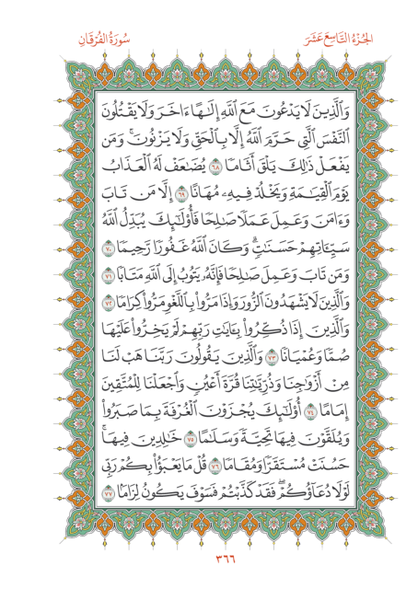 الجُزْءُ التَّاسِعَ عَشَرَ
سُورَةُ الفُرْقَانِ
وَٱلَّذِينَ لَا يَدْعُونَ مَعَ ٱللَّهِ إِلَٰهًا ءَاخَرَ وَلَا يَقْتُلُونَ
ٱلنَّفْسَ ٱلَّتِي حَرَّمَ ٱللَّهُ إِلَّا بِٱلْحَقِّ وَلَا يَزْنُونَۚ وَمَن
يَفْعَلْ ذَٰلِكَ يَلْقَ أَثَامًا ٦٨ يُضَٰعَفْ لَهُ ٱلْعَذَابُ
يَوْمَ ٱلْقِيَٰمَةِ وَيَخْلُدْ فِيهِۦ مُهَانًا ٦٩ إِلَّا مَن تَابَ
وَءَامَنَ وَعَمِلَ عَمَلًا صَٰلِحًا فَأُو۟لَٰٓئِكَ يُبَدِّلُ ٱللَّهُ
سَيِّـَٔاتِهِمْ حَسَنَٰتٍۗ وَكَانَ ٱللَّهُ غَفُورًا رَّحِيمًا ٧٠
وَمَن تَابَ وَعَمِلَ صَٰلِحًا فَإِنَّهُۥ يَتُوبُ إِلَى ٱللَّهِ مَتَابًا ٧١
وَٱلَّذِينَ لَا يَشْهَدُونَ ٱلزُّورَ وَإِذَا مَرُّوا۟ بِٱللَّغْوِ مَرُّوا۟ كِرَامًا ٧٢
وَٱلَّذِينَ إِذَا ذُكِّرُوا۟ بِـَٔايَٰتِ رَبِّهِمْ لَمْ يَخِرُّوا۟ عَلَيْهَا
صُمًّا وَعُمْيَانًا ٧٣ وَٱلَّذِينَ يَقُولُونَ رَبَّنَا هَبْ لَنَا
مِنْ أَزْوَٰجِنَا وَذُرِّيَّٰتِنَا قُرَّةَ أَعْيُنٍ وَٱجْعَلْنَا لِلْمُتَّقِينَ
إِمَامًا ٧٤ أُو۟لَٰٓئِكَ يُجْزَوْنَ ٱلْغُرْفَةَ بِمَا صَبَرُوا۟
وَيُلَقَّوْنَ فِيهَا تَحِيَّةً وَسَلَٰمًا ٧٥ خَٰلِدِينَ فِيهَاۚ
حَسُنَتْ مُسْتَقَرًّا وَمُقَامًا ٧٦ قُلْ مَا يَعْبَؤُا۟ بِكُمْ رَبِّي
لَوْلَا دُعَآؤُكُمْۖ فَقَدْ كَذَّبْتُمْ فَسَوْفَ يَكُونُ لِزَامًا ٧٧
٣٦٦